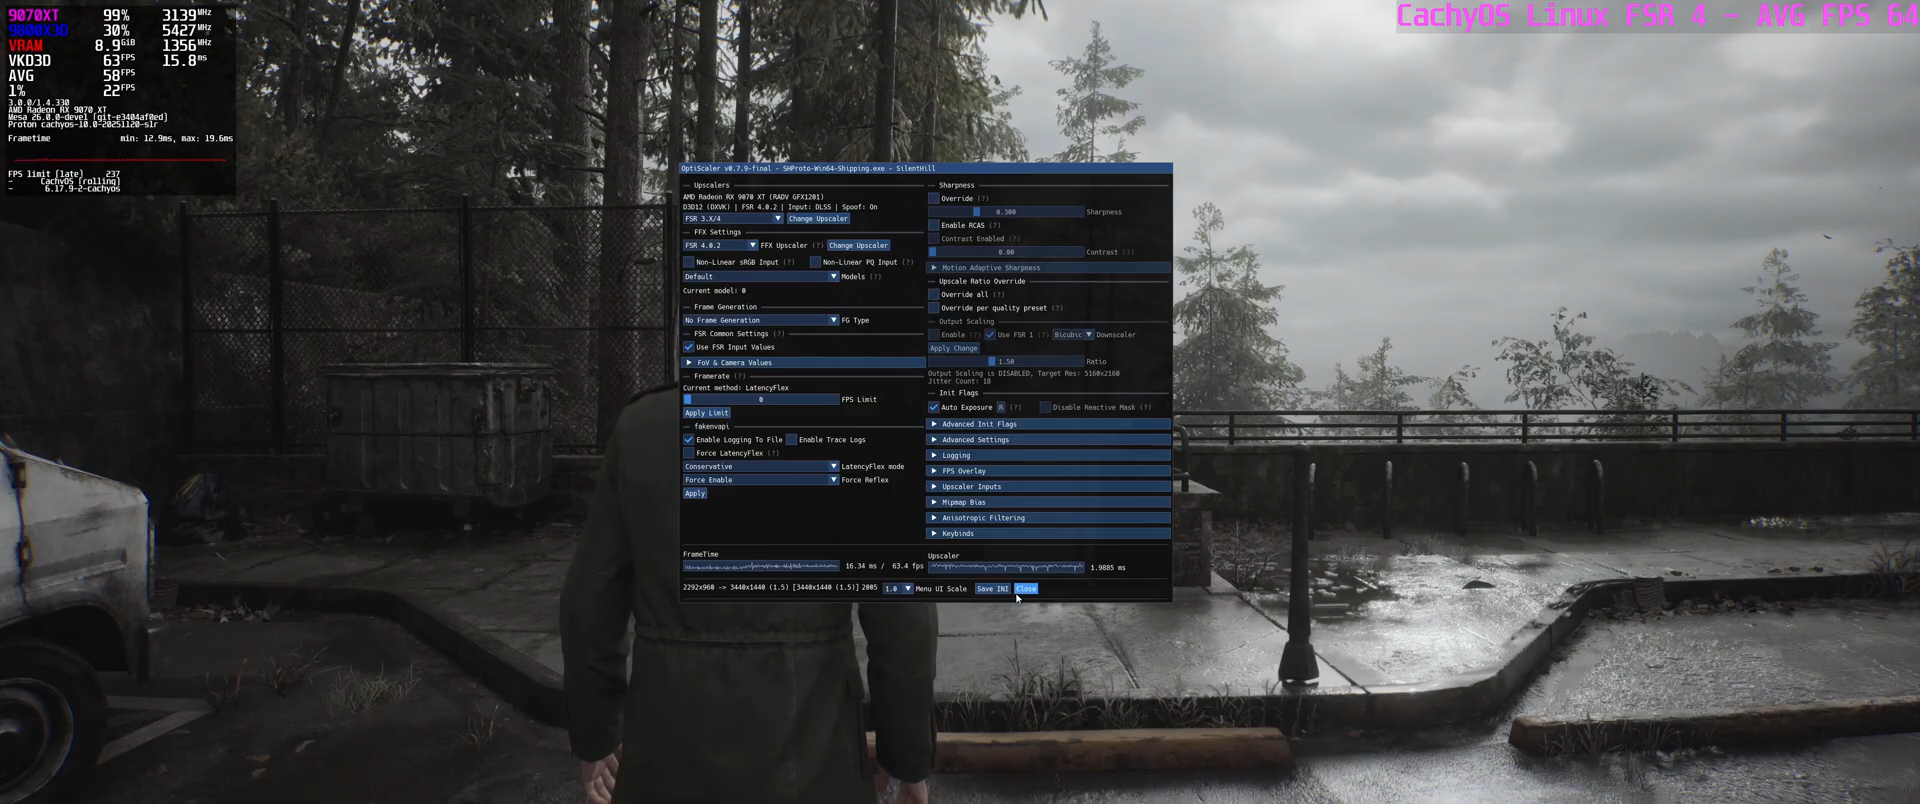 9070XT 99% 3139MHz
9800X3D 30% 5427MHz
VRAM 8.9GiB 1356MHz
VKD3D 63FPS 15.8ms
AVG 58FPS
1% 22FPS
3.0.0/1.4.330
AMD Radeon RX 9070 XT
Mesa 26.0.0-devel [git-e3404af0ed]
Proton cachyos-10.0-20251120-slr
Frametime min: 12.9ms, max: 19.6ms
FPS limit [late] 237
- CachyOS [rolling]
- 6.17.9-2-cachyos
CachyOS Linux FSR 4 - AVG FPS 64
OptiScaler v0.7.9-final - SHProto-Win64-Shipping.exe - SilentHill
Upscalers
AMD Radeon RX 9070 XT (RADV GFX1201)
D3D12 (DXVK) | FSR 4.0.2 | Input: DLSS | Spoof: On
FSR 3.X/4 Change Upscaler
FFX Settings
FSR 4.0.2 FFX Upscaler (?) Change Upscaler
Non-Linear sRGB Input (?) Non-Linear PQ Input (?)
Default Models (?)
Current model: 0
Frame Generation
No Frame Generation FG Type
FSR Common Settings (?)
Use FSR Input Values
FoV & Camera Values
Framerate (?)
Current method: LatencyFlex
0 FPS Limit
Apply Limit
fakenvapi
Enable Logging To File Enable Trace Logs
Force LatencyFlex (?)
Conservative LatencyFlex mode
Force Enable Force Reflex
Apply
Sharpness
Override (?)
0.300 Sharpness
Enable RCAS (?)
Contrast Enabled (?)
0.00 Contrast (?)
Motion Adaptive Sharpness
Upscale Ratio Override
Override all (?)
Override per quality preset (?)
Output Scaling
Enable (?) Use FSR 1 (?) Bicubic Downscaler
Apply Change
1.50 Ratio
Output Scaling is DISABLED, Target Res: 5160x2160
Jitter Count: 18
Init Flags
Auto Exposure R (?) Disable Reactive Mask (?)
Advanced Init Flags
Advanced Settings
Logging
FPS Overlay
Upscaler Inputs
Mipmap Bias
Anisotropic Filtering
Keybinds
FrameTime
16.34 ms / 63.4 fps
Upscaler
1.9885 ms
2292x960 -> 3440x1440 (1.5) [3440x1440 (1.5)] 2005 1.0 Menu UI Scale Save INI Close